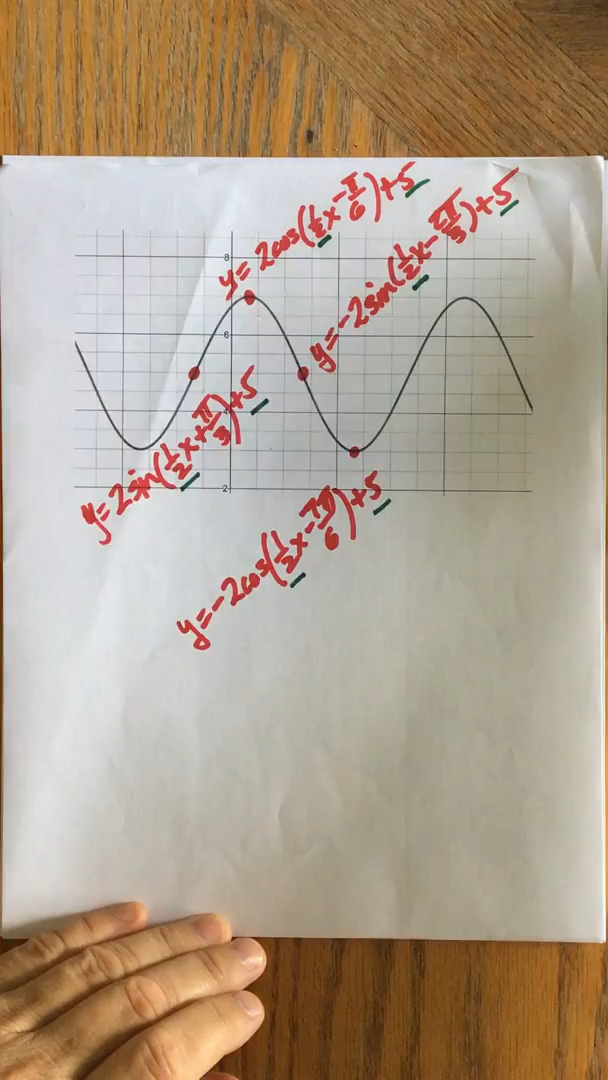 y = 2cos(½x - π/6) + 5
y = -2sin(½x - 2π/3) + 5
8
6
4
2
y = 2sin(½x + π/3) + 5
y = -2cos(½x - 7π/6) + 5